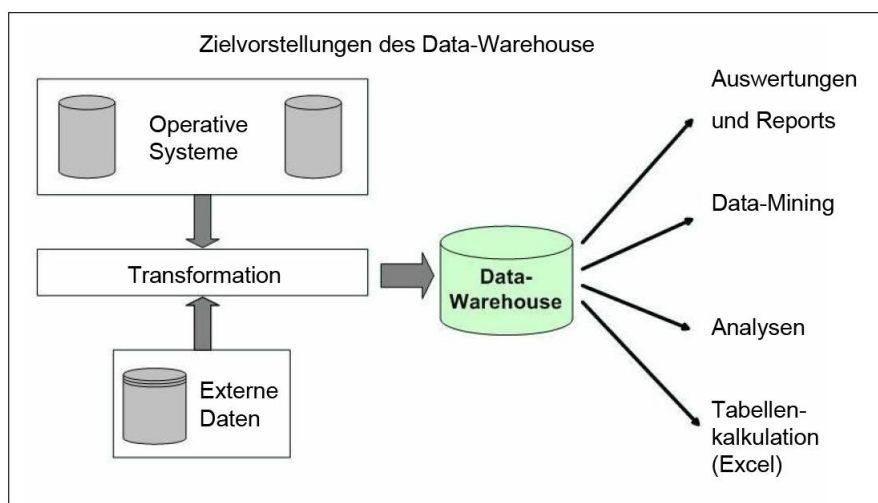 Zielvorstellungen des Data-Warehouse
Operative
Systeme
Transformation
Externe
Daten
Data-
Warehouse
Auswertungen
und Reports
Data-Mining
Analysen
Tabellen-
kalkulation
(Excel)